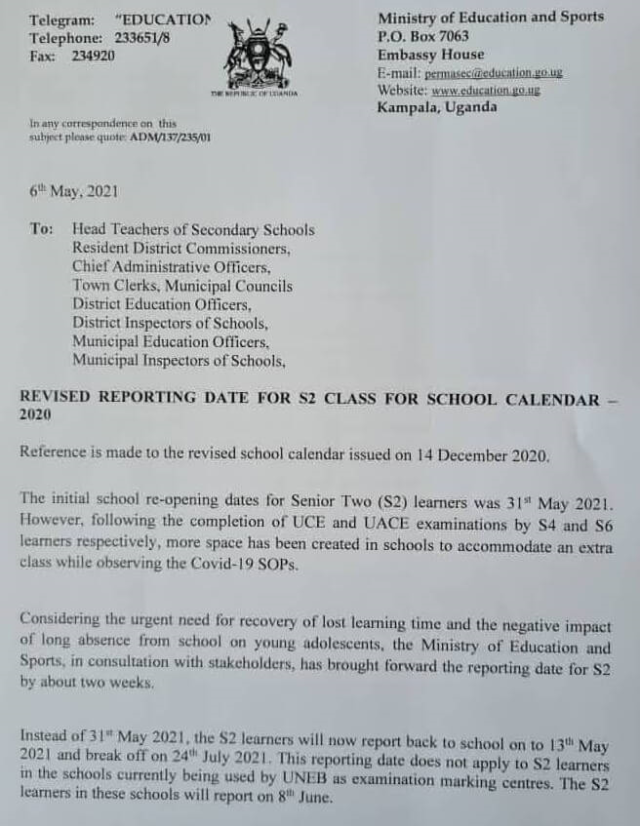 Telegram: "EDUCATION
Telephone: 233651/8
Fax: 234920
THE REPUBLIC OF UGANDA
Ministry of Education and Sports
P.O. Box 7063
Embassy House
E-mail: permasec@education.go.ug
Website: www.education.go.ug
Kampala, Uganda
In any correspondence on this
subject please quote: ADM/137/235/01
6th May, 2021
To: Head Teachers of Secondary Schools
Resident District Commissioners,
Chief Administrative Officers,
Town Clerks, Municipal Councils
District Education Officers,
District Inspectors of Schools,
Municipal Education Officers,
Municipal Inspectors of Schools,
REVISED REPORTING DATE FOR S2 CLASS FOR SCHOOL CALENDAR –
2020
Reference is made to the revised school calendar issued on 14 December 2020.
The initial school re-opening dates for Senior Two (S2) learners was 31st May 2021.
However, following the completion of UCE and UACE examinations by S4 and S6
learners respectively, more space has been created in schools to accommodate an extra
class while observing the Covid-19 SOPs.
Considering the urgent need for recovery of lost learning time and the negative impact
of long absence from school on young adolescents, the Ministry of Education and
Sports, in consultation with stakeholders, has brought forward the reporting date for S2
by about two weeks.
Instead of 31st May 2021, the S2 learners will now report back to school on to 13th May
2021 and break off on 24th July 2021. This reporting date does not apply to S2 learners
in the schools currently being used by UNEB as examination marking centres. The S2
learners in these schools will report on 8th June.